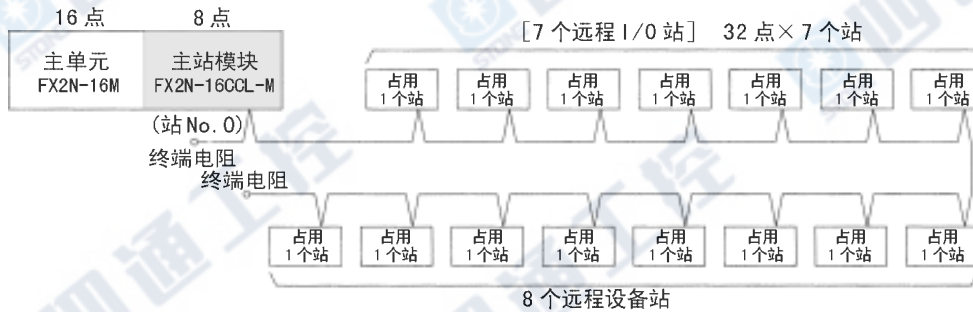 16 点 8 点
[7 个远程 I/O 站] 32 点×7 个站
主单元
FX2N-16M
主站模块
FX2N-16CCL-M
占用
1 个站
占用
1 个站
占用
1 个站
占用
1 个站
占用
1 个站
占用
1 个站
占用
1 个站
(站No. 0)
终端电阻
终端电阻
占用
1 个站
占用
1 个站
占用
1 个站
占用
1 个站
占用
1 个站
占用
1 个站
占用
1 个站
占用
1 个站
8 个远程设备站